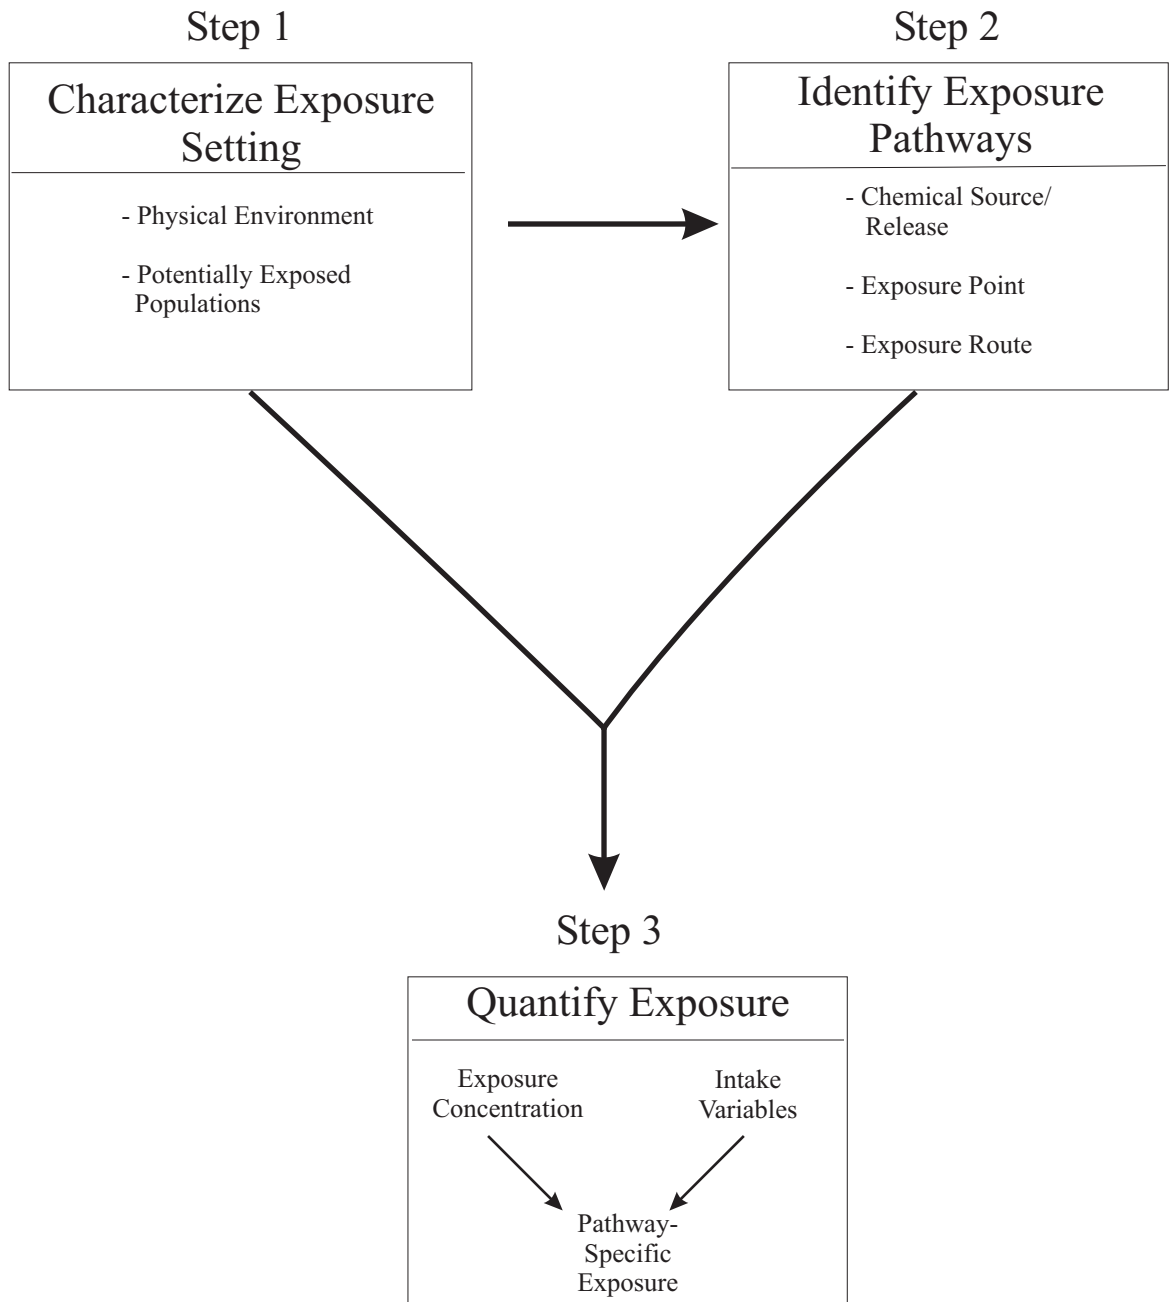 Step 1
Characterize Exposure
Setting
- Physical Environment
- Potentially Exposed
Populations
Step 2
Identify Exposure
Pathways
- Chemical Source/
Release
- Exposure Point
- Exposure Route
Step 3
Quantify Exposure
Exposure
Concentration
Intake
Variables
Pathway-
Specific
Exposure